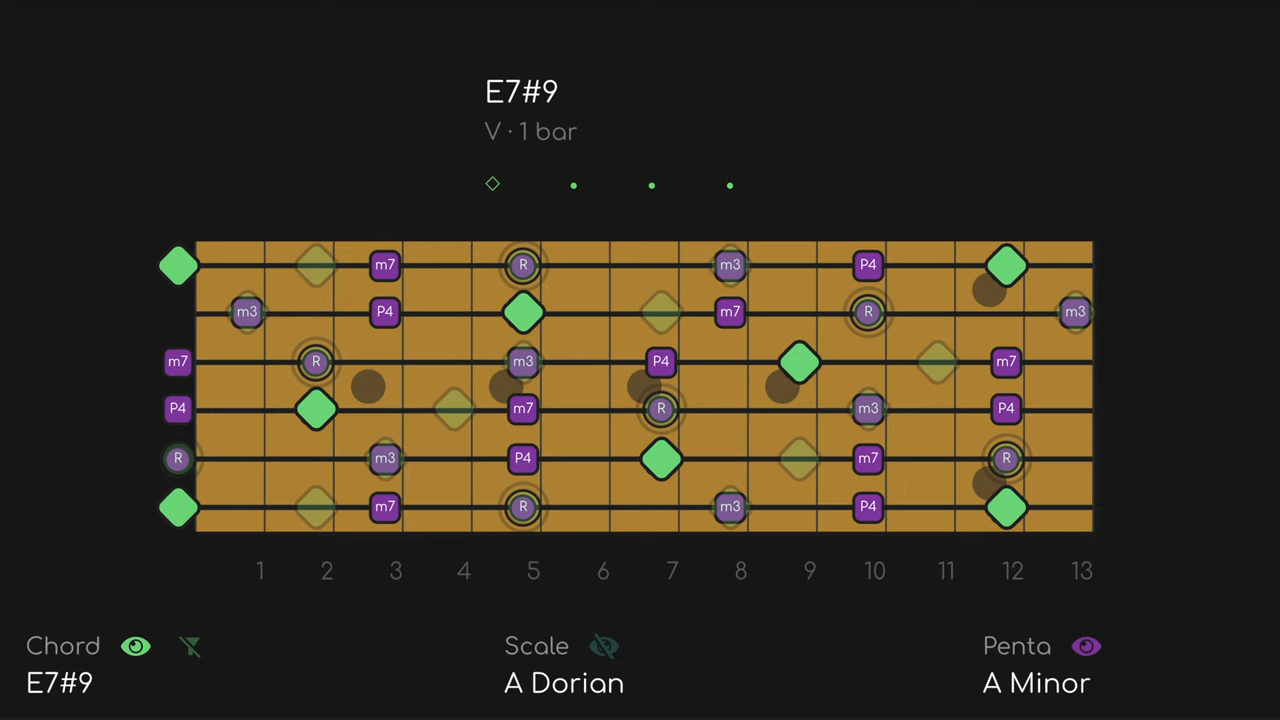 E7#9
V · 1 bar
m7 R m3 P4
m3 P4 m7 R m3
m7 R m3 P4 m7
P4 m7 R m3 P4
R m3 P4 m7 R
m7 R m3 P4
1 2 3 4 5 6 7 8 9 10 11 12 13
Chord Scale Penta
E7#9 A Dorian A Minor